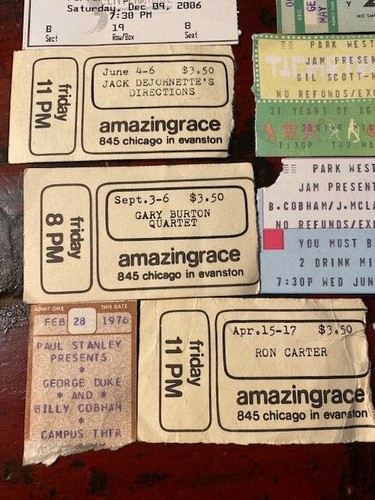 Saturday, Dec 09, 2006
7:30 PM
B 19 8
Sect Row/Box Seat
friday
11 PM
June 4-6 $3.50
JACK DEJOHNETTE'S
DIRECTIONS
amazingrace
845 chicago in evanston
PARK WEST
JAM PRESENT
GIL SCOTT-H
NO REFUNDS/EX
21 YEARS OF AG
friday
8 PM
Sept.3-6 $3.50
GARY BURTON
QUARTET
amazingrace
845 chicago in evanston
PARK WEST
JAM PRESENT
B.COBHAM/J.MCLA
NO REFUNDS/EX
YOU MUST B
2 DRINK MI
7:30P WED JUN
ADMIT ONE THIS DATE
FEB 28 1976
PAUL STANLEY
PRESENTS
*
GEORGE DUKE
* AND *
BILLY COBHAM
*
CAMPUS THTR
friday
11 PM
Apr.15-17 $3.50
RON CARTER
amazingrace
845 chicago in evanston